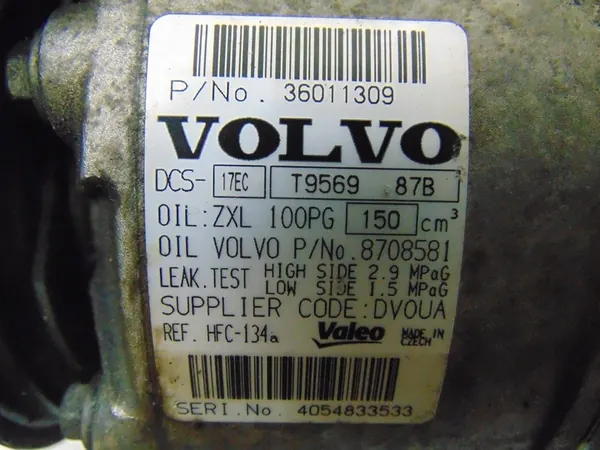 P/No. 36011309
VOLVO
DCS- 17EC T9569 87B
OIL:ZXL 100PG 150 cm³
OIL VOLVO P/No.8708581
LEAK.TEST HIGH SIDE 2.9 MPaG
LOW SIDE 1.5 MPaG
SUPPLIER CODE:DVOUA
REF. HFC-134a Valeo MADE IN
CZECH
SERI.No. 4054833533